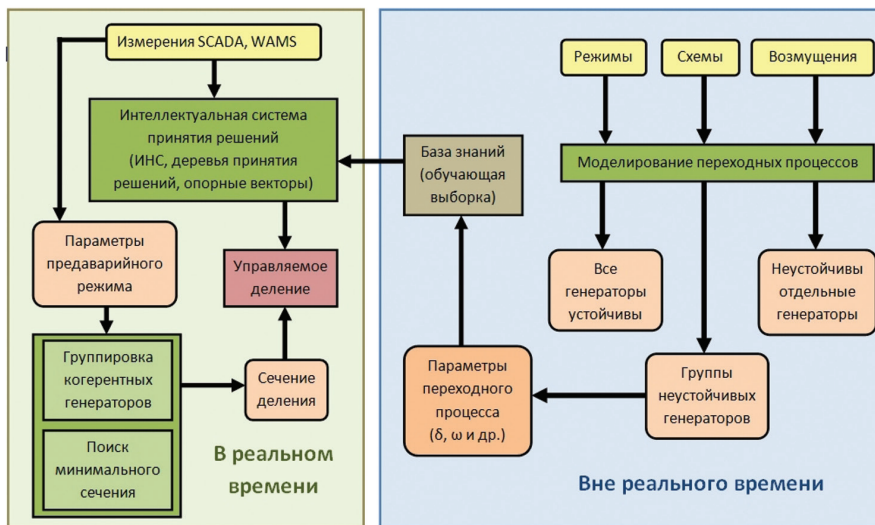 Измерения SCADA, WAMS
Интеллектуальная система
принятия решений
(ИНС, деревья принятия
решений, опорные векторы)
Параметры
предаварийного
режима
Управляемое
деление
Группировка
когерентных
генераторов
Поиск
минимального
сечения
Сечение
деления
В реальном
времени
Режимы
Схемы
Возмущения
Моделирование переходных процессов
База знаний
(обучающая
выборка)
Все
генераторы
устойчивы
Неустойчивы
отдельные
генераторы
Параметры
переходного
процесса
(δ, ω и др.)
Группы
неустойчивых
генераторов
Вне реального времени